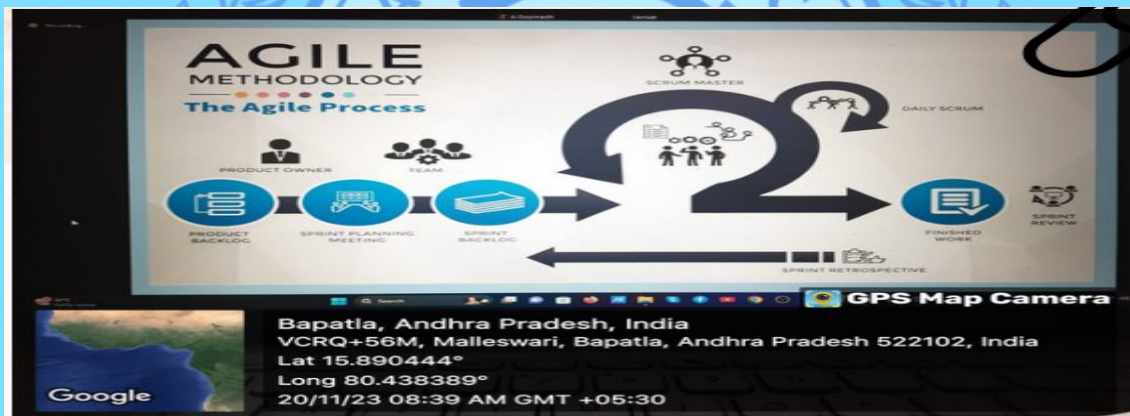 Recording...
AGILE
METHODOLOGY
The Agile Process
SCRUM MASTER
DAILY SCRUM
PRODUCT OWNER
TEAM
PRODUCT
BACKLOG
SPRINT PLANNING
MEETING
SPRINT
BACKLOG
FINISHED
WORK
SPRINT
REVIEW
SPRINT RETROSPECTIVE
Search
GPS Map Camera
Bapatla, Andhra Pradesh, India
VCRQ+56M, Malleswari, Bapatla, Andhra Pradesh 522102, India
Lat 15.890444°
Long 80.438389°
20/11/23 08:39 AM GMT +05:30
Google